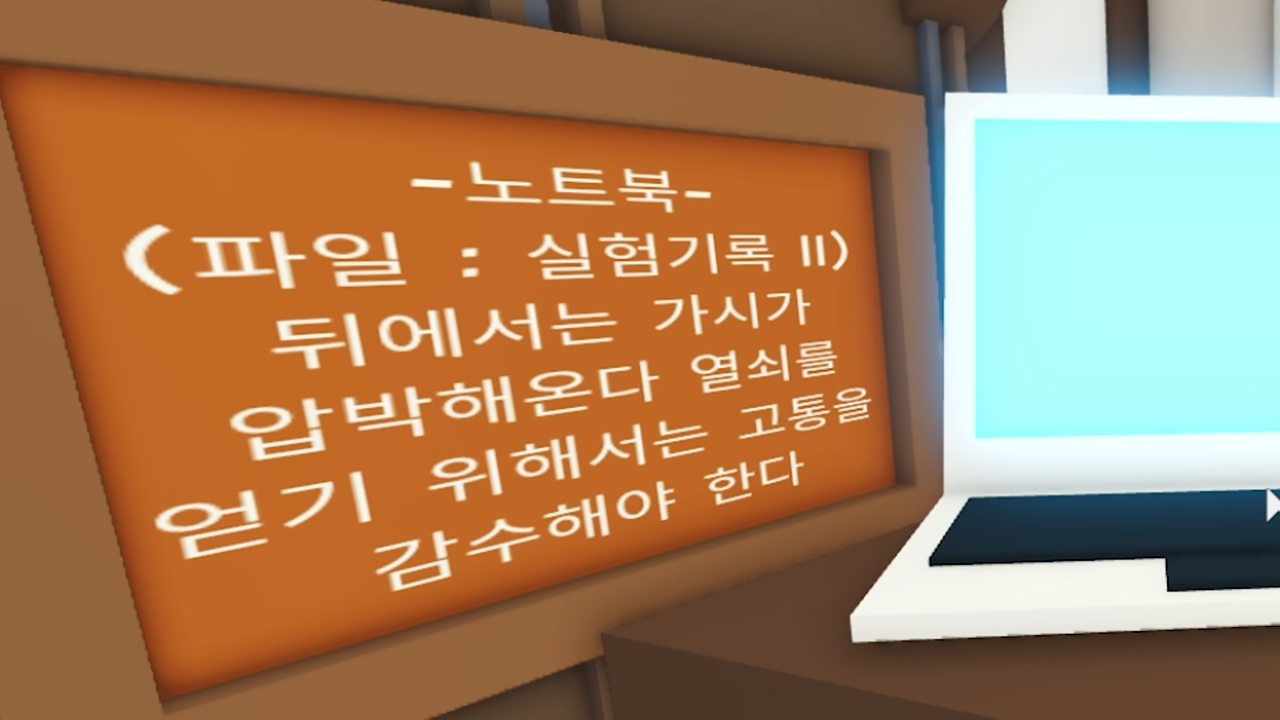 -노트북-
(파일 : 실험기록 II)
뒤에서는 가시가
압박해온다 열쇠를
얻기 위해서는 고통을
감수해야 한다